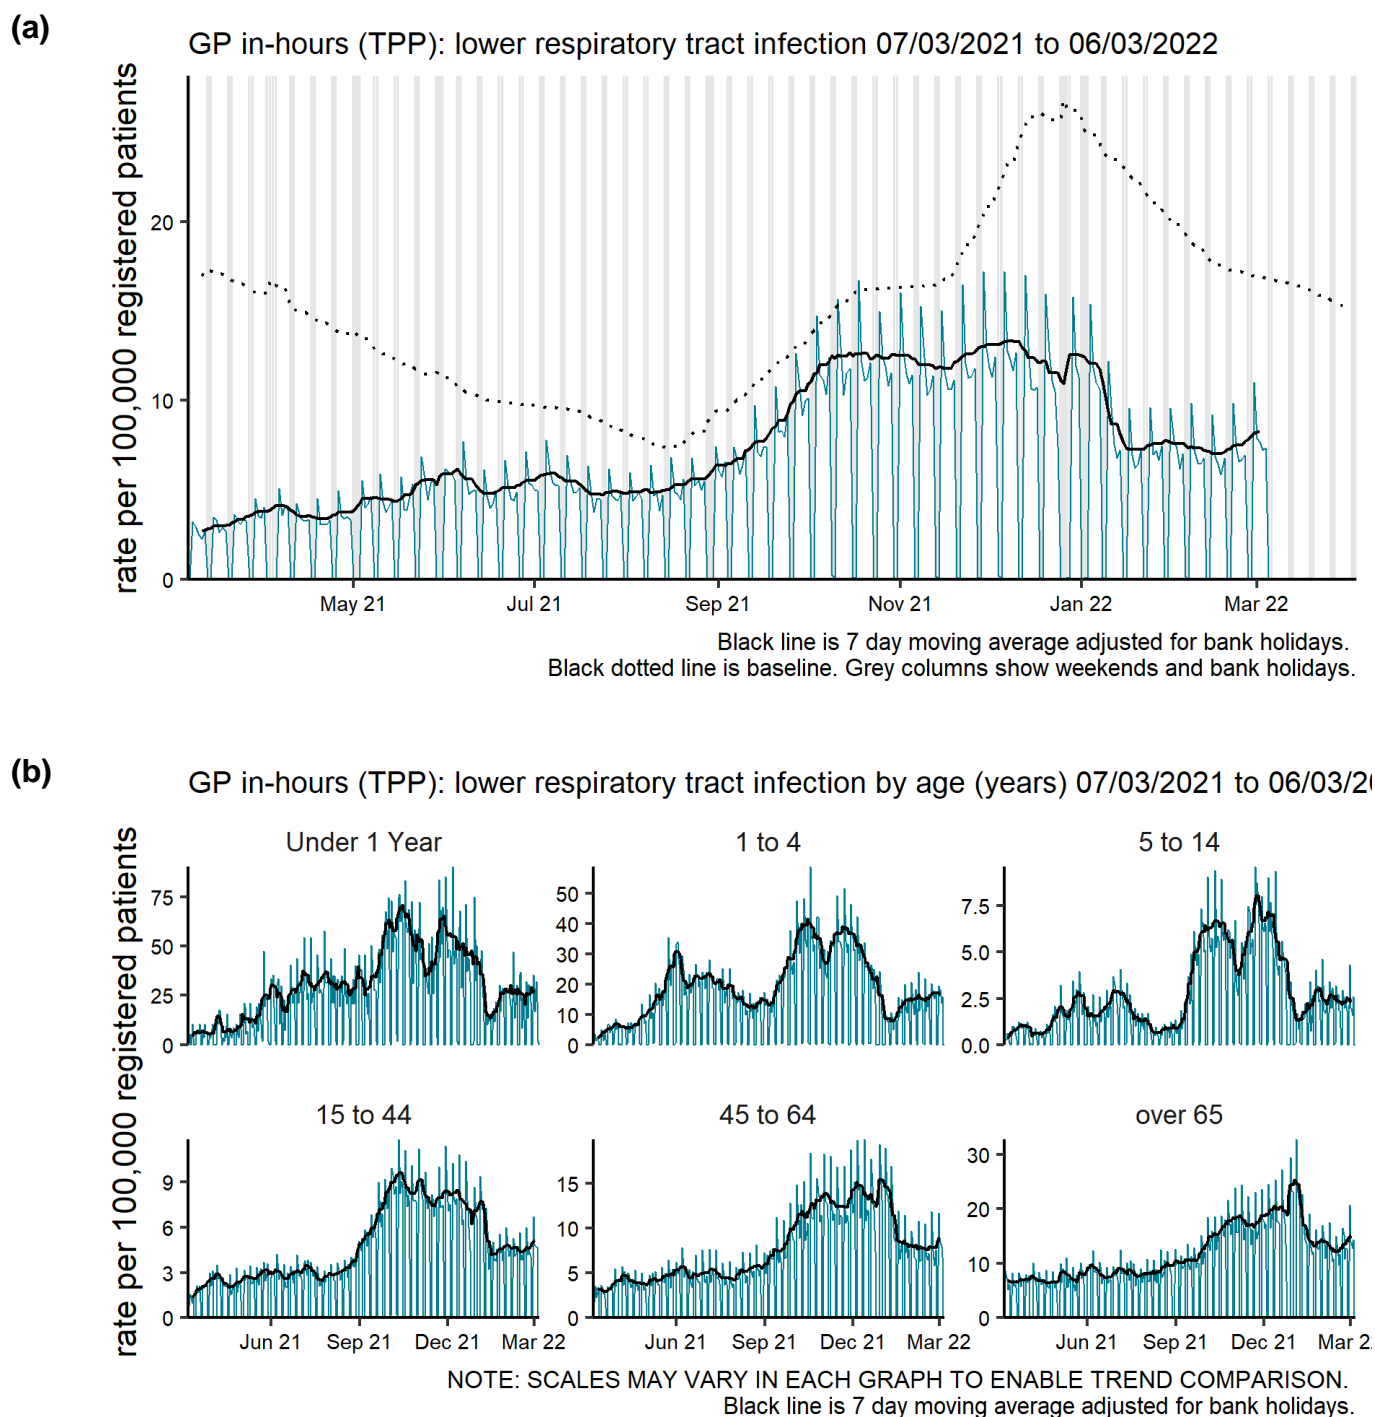 (a)
GP in-hours (TPP): lower respiratory tract infection 07/03/2021 to 06/03/2022
rate per 100,000 registered patients
20
10
0
May 21 Jul 21 Sep 21 Nov 21 Jan 22 Mar 22
Black line is 7 day moving average adjusted for bank holidays.
Black dotted line is baseline. Grey columns show weekends and bank holidays.
(b)
GP in-hours (TPP): lower respiratory tract infection by age (years) 07/03/2021 to 06/03/20
rate per 100,000 registered patients
Under 1 Year
75
50
25
0
1 to 4
50
40
30
20
10
0
5 to 14
7.5
5.0
2.5
0.0
15 to 44
9
6
3
0
Jun 21 Sep 21 Dec 21 Mar 22
45 to 64
15
10
5
0
Jun 21 Sep 21 Dec 21 Mar 22
over 65
30
20
10
0
Jun 21 Sep 21 Dec 21 Mar 2
NOTE: SCALES MAY VARY IN EACH GRAPH TO ENABLE TREND COMPARISON.
Black line is 7 day moving average adjusted for bank holidays.